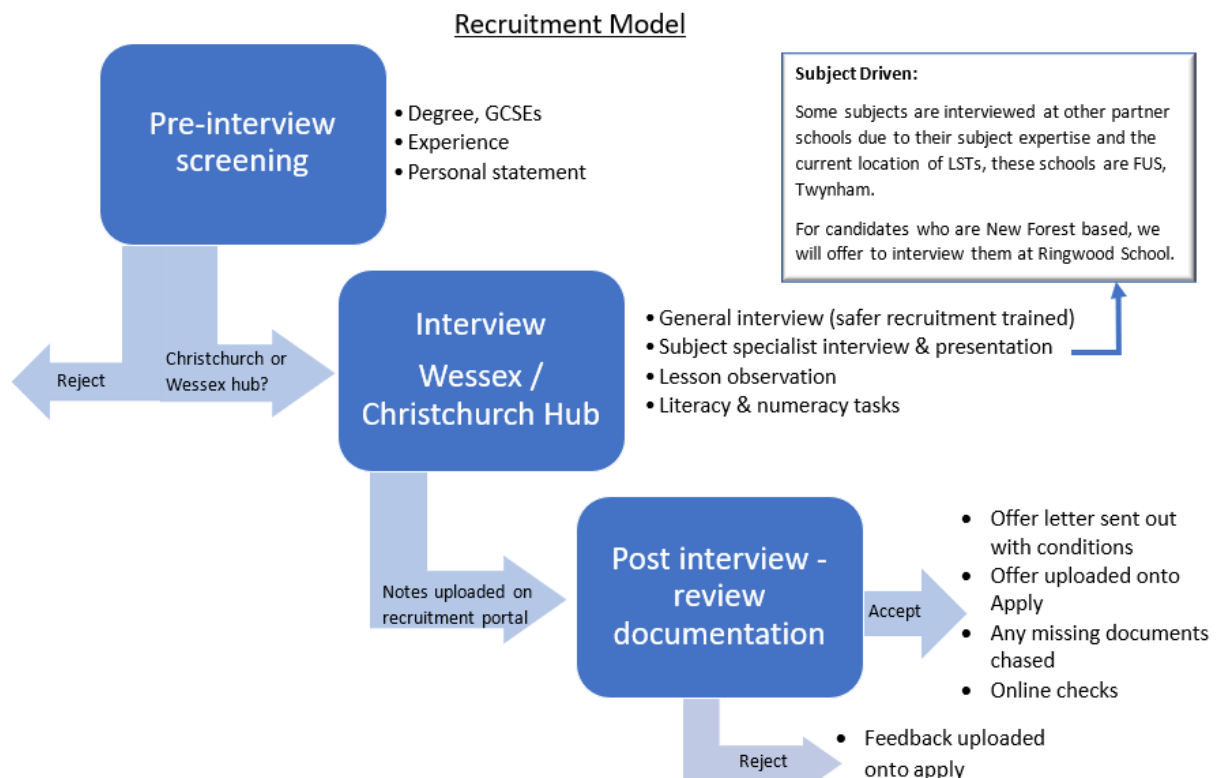 Recruitment Model
Pre-interview
screening
• Degree, GCSEs
• Experience
• Personal statement
Subject Driven:
Some subjects are interviewed at other partner
schools due to their subject expertise and the
current location of LSTs, these schools are FUS,
Twynham.
For candidates who are New Forest based, we
will offer to interview them at Ringwood School.
Reject
Christchurch or
Wessex hub?
Interview
Wessex /
Christchurch Hub
• General interview (safer recruitment trained)
• Subject specialist interview & presentation
• Lesson observation
• Literacy & numeracy tasks
Notes uploaded on
recruitment portal
Post interview -
review
documentation
Accept
• Offer letter sent out
with conditions
• Offer uploaded onto
Apply
• Any missing documents
chased
• Online checks
Reject
• Feedback uploaded
onto apply